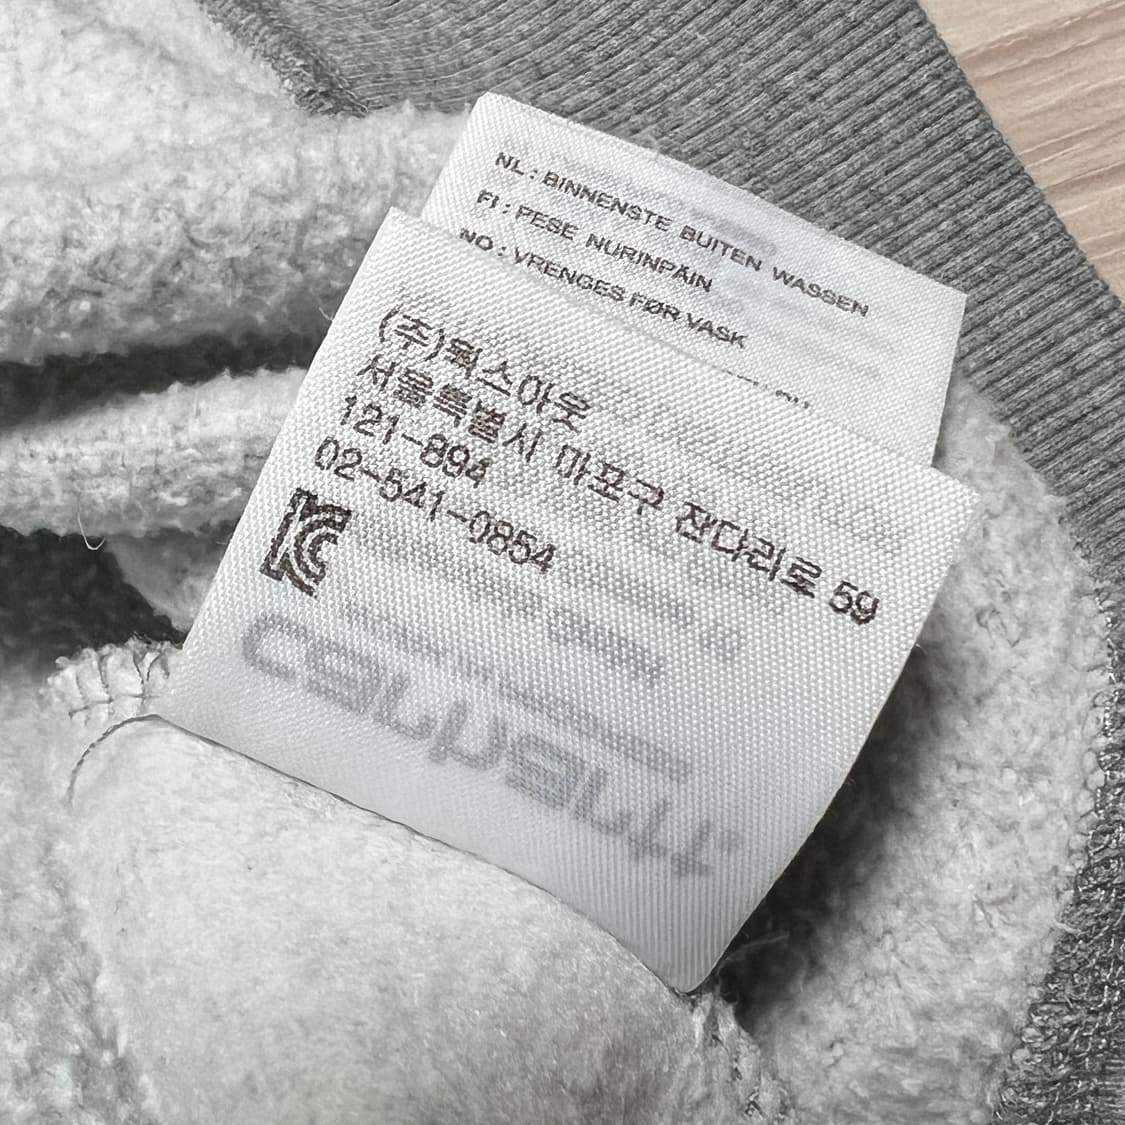 NL : BINNENSTE BUITEN WASSEN
FI : PESE NURINPÄIN
NO : VRENGES FØR VASK
(주)웍스아웃
서울특별시 마포구 잔다리로 59
121-894
02-541-0854